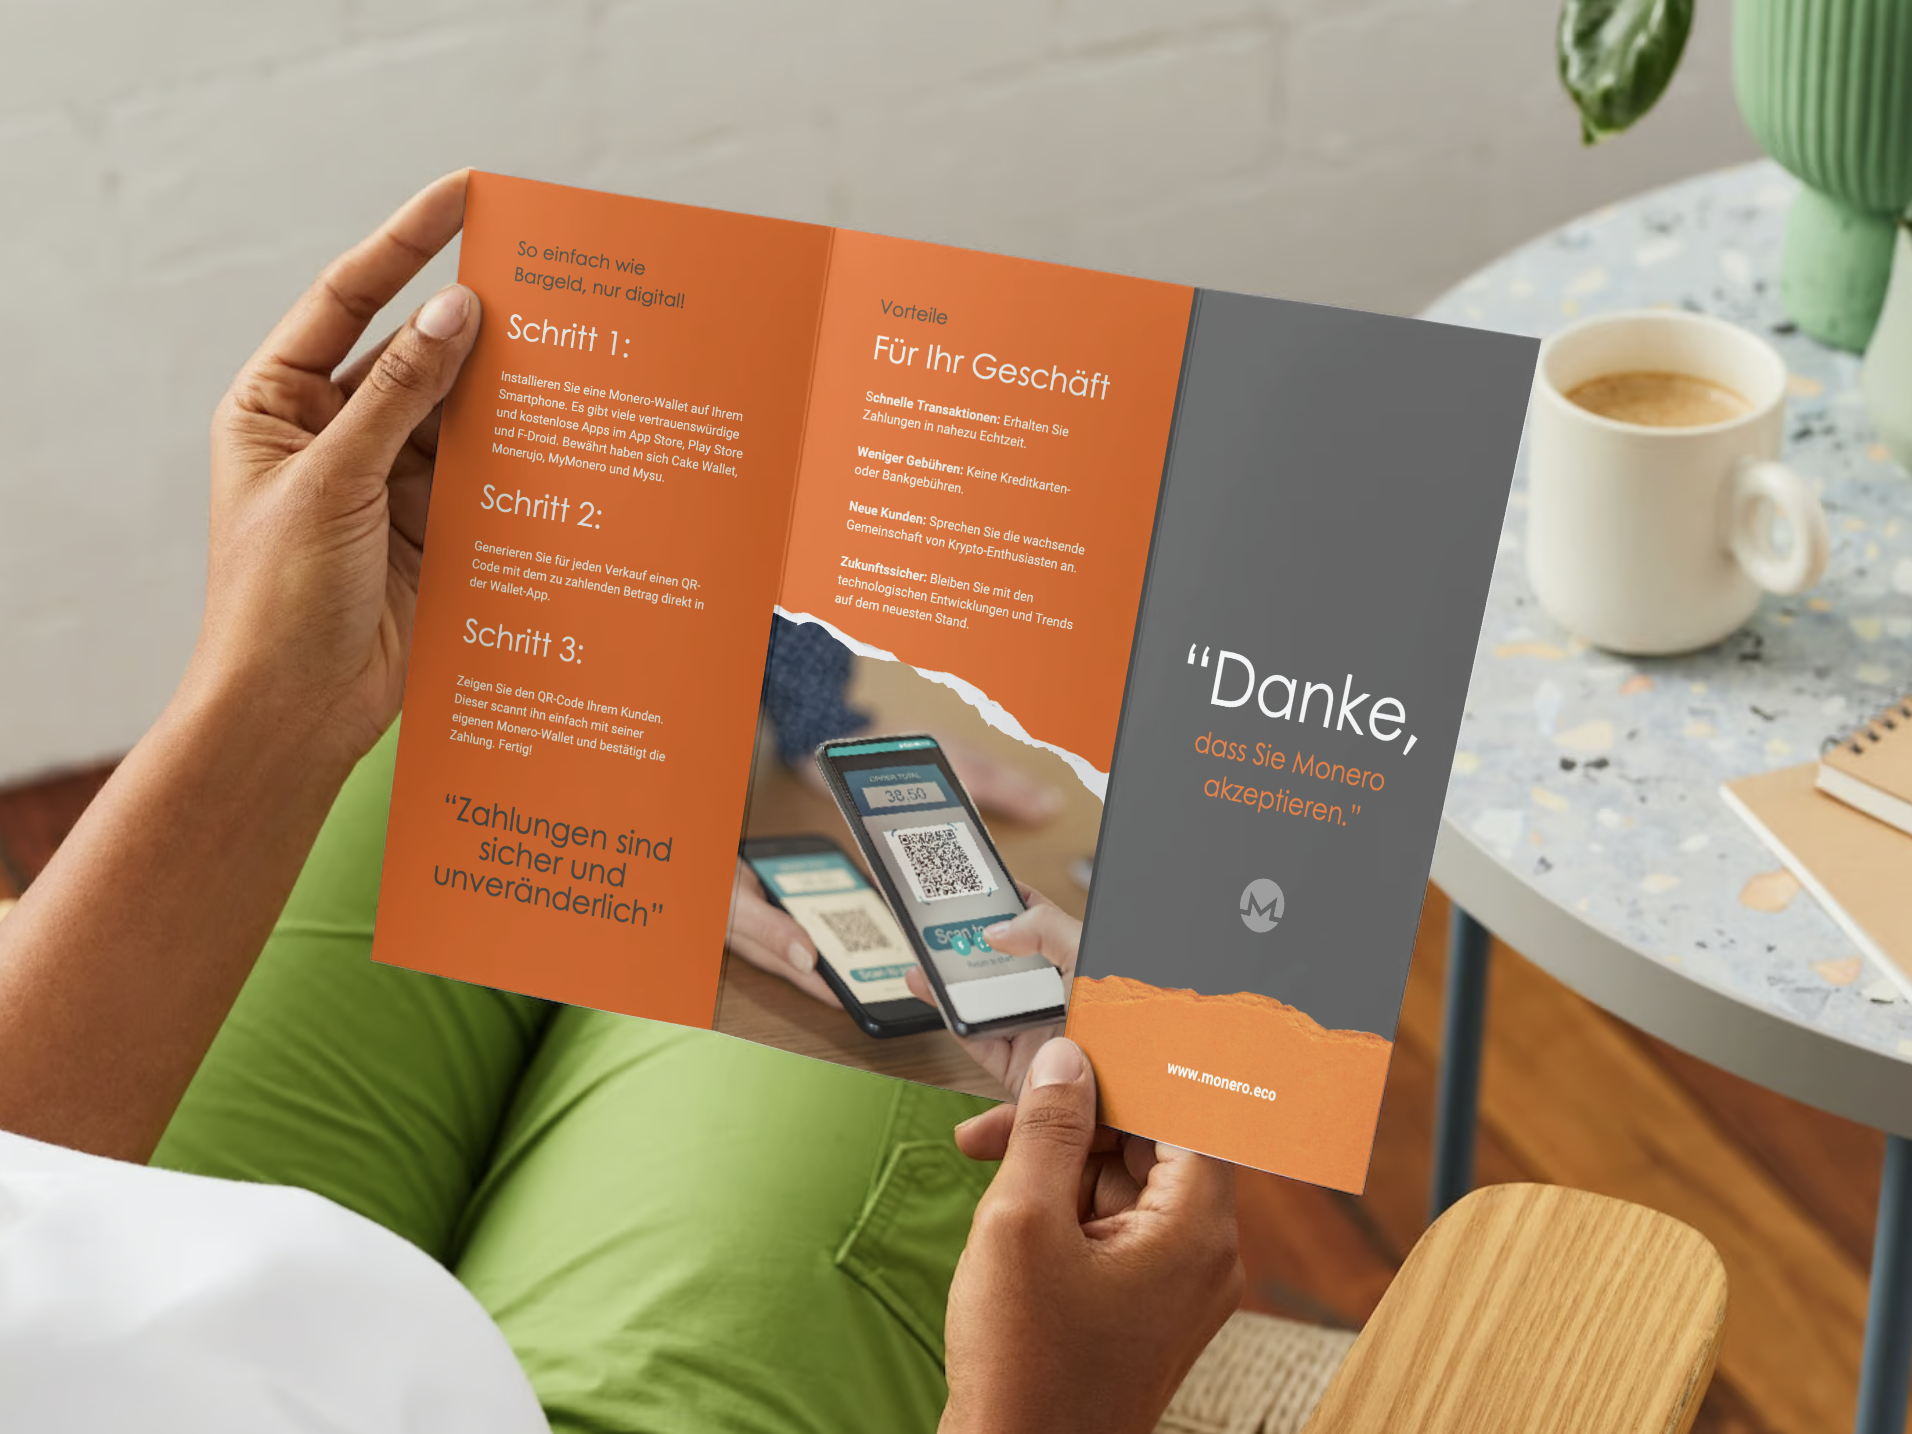 So einfach wie
Bargeld, nur digital!
Schritt 1:
Installieren Sie eine Monero-Wallet auf Ihrem
Smartphone. Es gibt viele vertrauenswürdige
und kostenlose Apps im App Store, Play Store
und F-Droid. Bewährt haben sich Cake Wallet,
Monerujo, MyMonero und Mysu.
Schritt 2:
Generieren Sie für jeden Verkauf einen QR-
Code mit dem zu zahlenden Betrag direkt in
der Wallet-App.
Schritt 3:
Zeigen Sie den QR-Code Ihrem Kunden.
Dieser scannt ihn einfach mit seiner
eigenen Monero-Wallet und bestätigt die
Zahlung. Fertig!
“Zahlungen sind
sicher und
unveränderlich”
Vorteile
Für Ihr Geschäft
Schnelle Transaktionen: Erhalten Sie
Zahlungen in nahezu Echtzeit.
Weniger Gebühren: Keine Kreditkarten-
oder Bankgebühren.
Neue Kunden: Sprechen Sie die wachsende
Gemeinschaft von Krypto-Enthusiasten an.
Zukunftssicher: Bleiben Sie mit den
technologischen Entwicklungen und Trends
auf dem neuesten Stand.
ORDER TOTAL
38.50
Scan to
“Danke,
dass Sie Monero
akzeptieren."
www.monero.eco